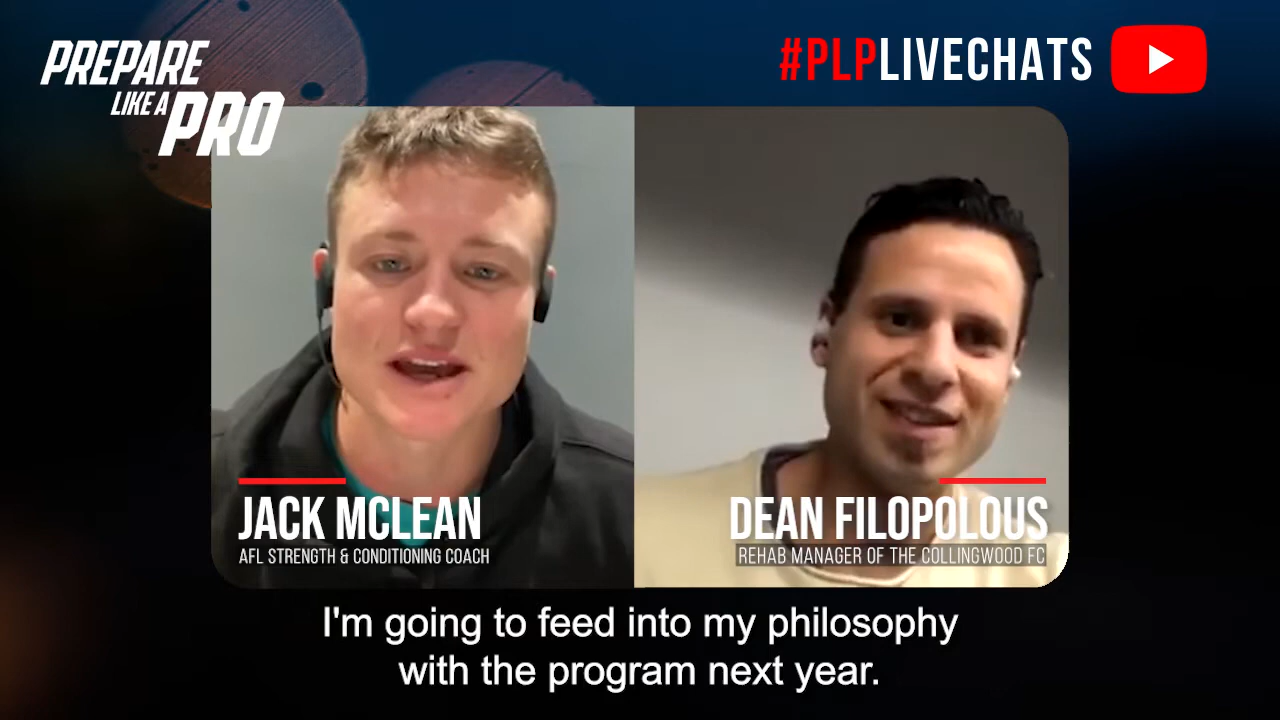 PREPARE
LIKE A
PRO
#PLPLIVECHATS
JACK MCLEAN
AFL STRENGTH & CONDITIONING COACH
DEAN FILOPOLOUS
REHAB MANAGER OF THE COLLINGWOOD FC
I'm going to feed into my philosophy
with the program next year.